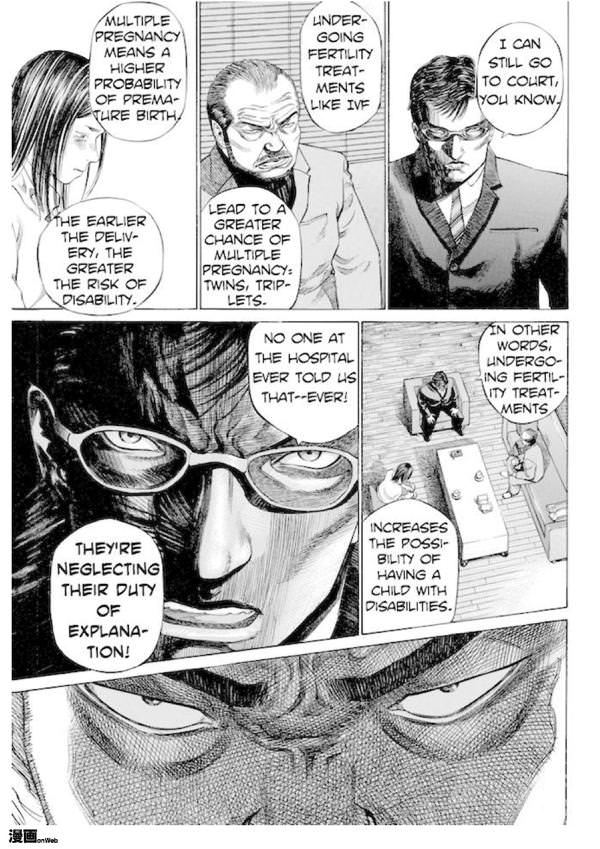 I CAN
STILL GO
TO COURT,
YOU KNOW.
UNDER-
GOING
FERTILITY
TREAT-
MENTS
LIKE IVF
LEAD TO A
GREATER
CHANCE OF
MULTIPLE
PREGNANCY:
TWINS, TRIP-
LETS.
MULTIPLE
PREGNANCY
MEANS A
HIGHER
PROBABILITY
OF PREMA-
TURE BIRTH.
THE EARLIER
THE DELIV-
ERY, THE
GREATER
THE RISK OF
DISABILITY.
IN OTHER
WORDS,
UNDERGO-
ING FERTIL-
ITY TREAT-
MENTS
INCREASES
THE POSSI-
BILITY OF
HAVING A
CHILD WITH
DISABILITIES.
NO ONE AT
THE HOSPITAL
EVER TOLD US
THAT--EVER!
THEY'RE
NEGLECTING
THEIR DUTY
OF
EXPLANA-
TION!
漫画onWeb